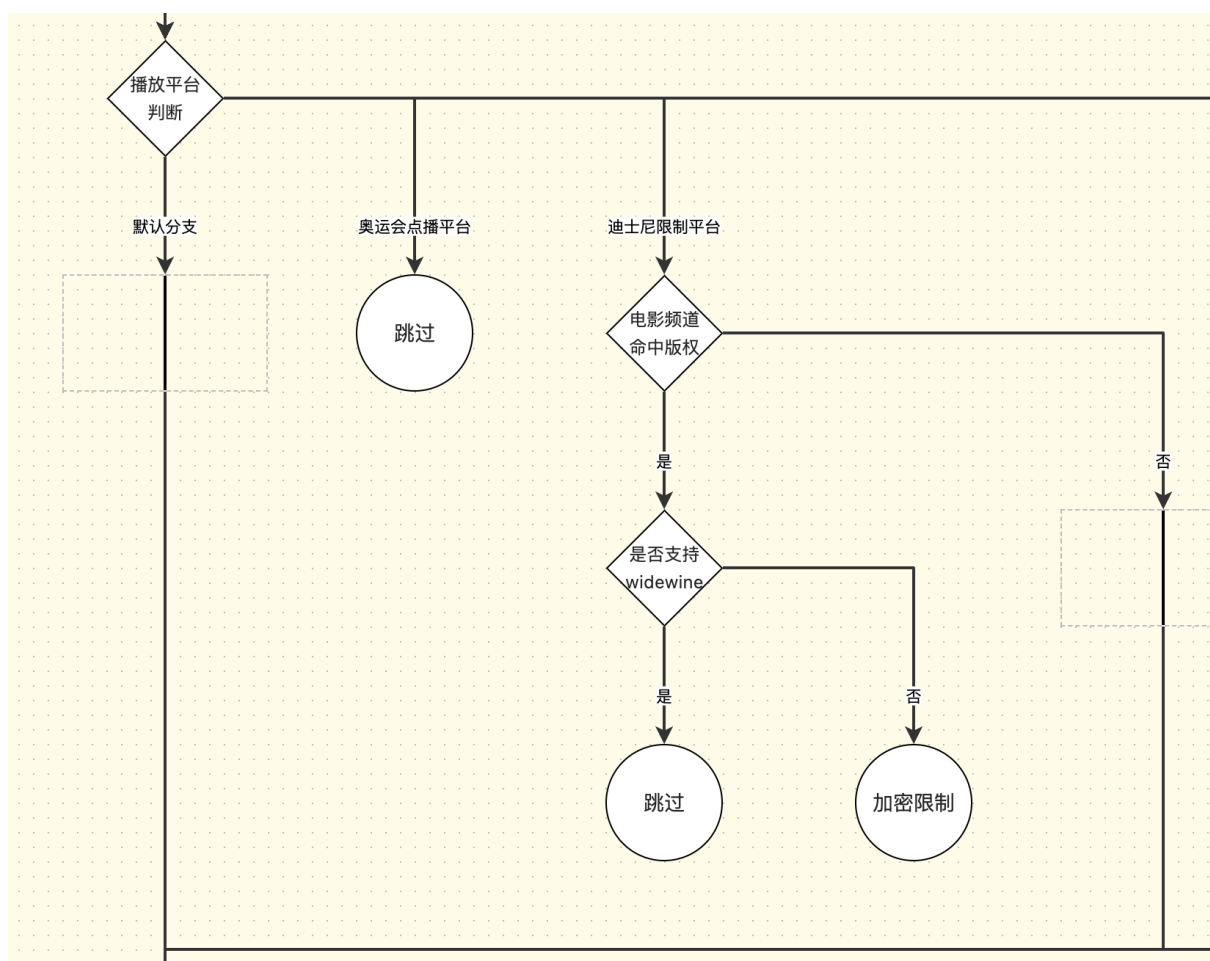 播放平台
判断
默认分支
奥运会点播平台
迪士尼限制平台
跳过
电影频道
命中版权
是
否
是否支持
widewine
是
否
跳过
加密限制